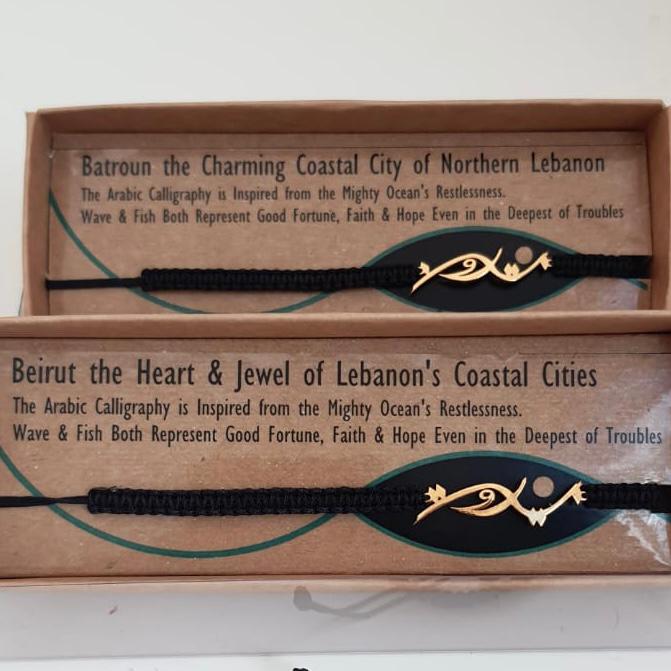 Batroun the Charming Coastal City of Northern Lebanon
The Arabic Calligraphy is Inspired from the Mighty Ocean's Restlessness.
Wave & Fish Both Represent Good Fortune, Faith & Hope Even in the Deepest of Troubles
Beirut the Heart & Jewel of Lebanon's Coastal Cities
The Arabic Calligraphy is Inspired from the Mighty Ocean's Restlessness.
Wave & Fish Both Represent Good Fortune, Faith & Hope Even in the Deepest of Troubles